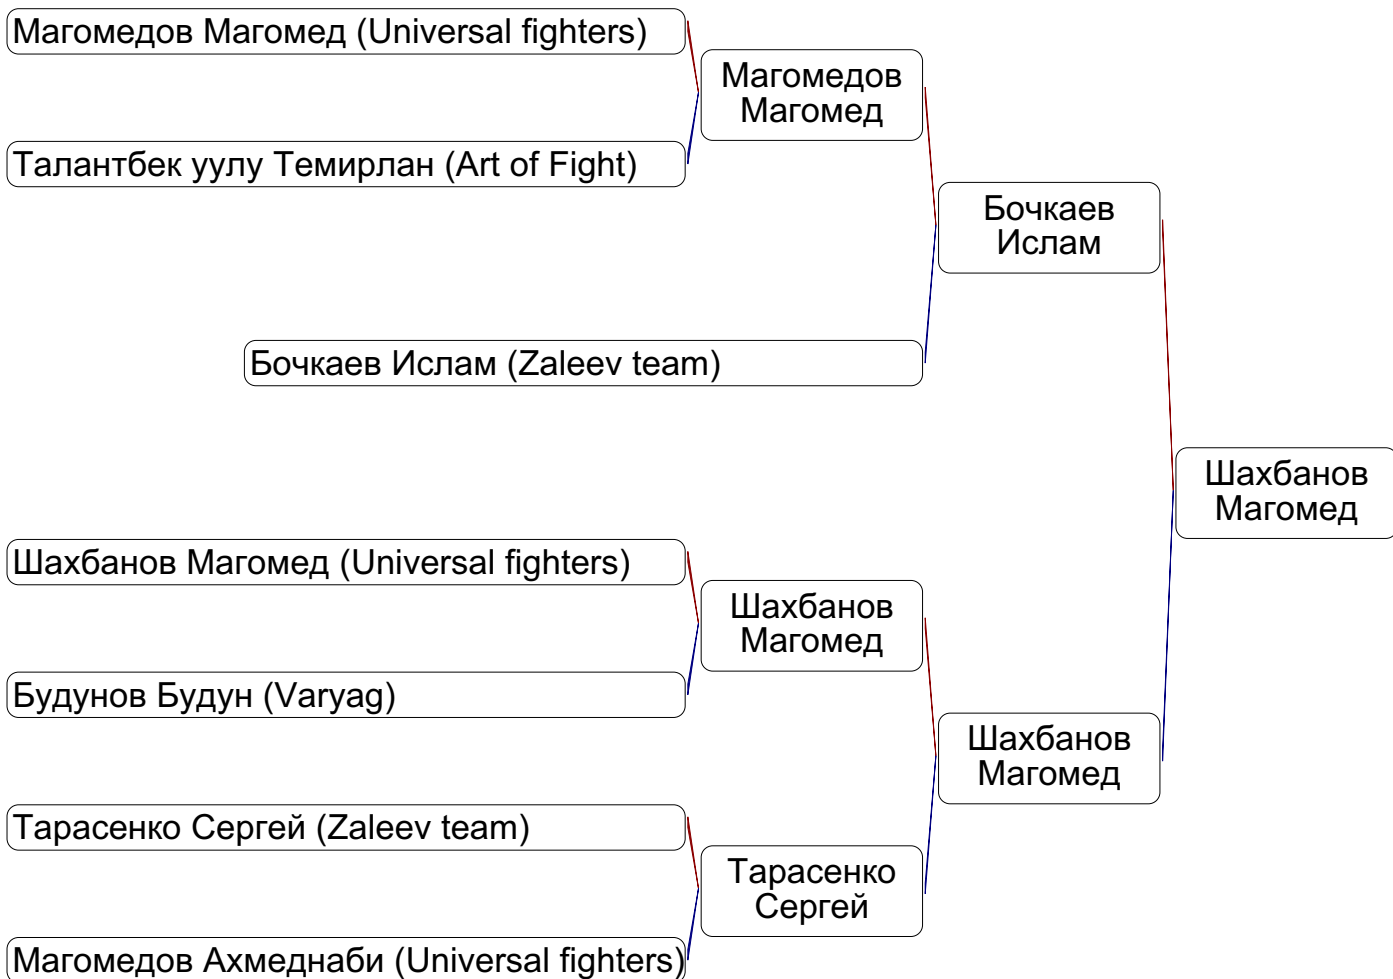 Магомедов Магомед (Universal fighters)
Магомедов
Магомед
Талантбек уулу Темирлан (Art of Fight)
Бочкаев
Ислам
Бочкаев Ислам (Zaleev team)
Шахбанов
Магомед
Шахбанов Магомед (Universal fighters)
Шахбанов
Магомед
Будунов Будун (Varyag)
Шахбанов
Магомед
Тарасенко Сергей (Zaleev team)
Тарасенко
Сергей
Магомедов Ахмеднаби (Universal fighters)